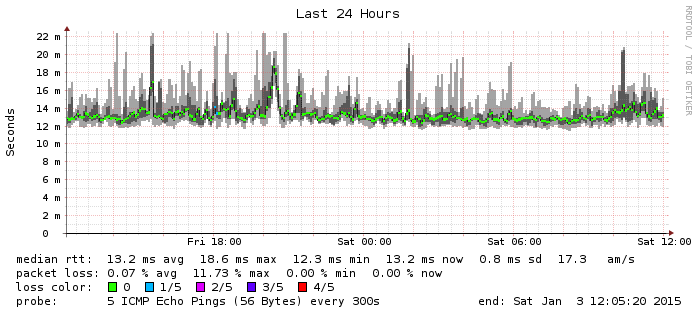 Last 24 Hours
RRDTOOL / TOBI OETIKER
Seconds
22 m
20 m
18 m
16 m
14 m
12 m
10 m
8 m
6 m
4 m
2 m
0
Fri 18:00 Sat 00:00 Sat 06:00 Sat 12:00
median rtt: 13.2 ms avg 18.6 ms max 12.3 ms min 13.2 ms now 0.8 ms sd 17.3 am/s
packet loss: 0.07 % avg 11.73 % max 0.00 % min 0.00 % now
loss color: 0 1/5 2/5 3/5 4/5
probe: 5 ICMP Echo Pings (56 Bytes) every 300s end: Sat Jan 3 12:05:20 2015